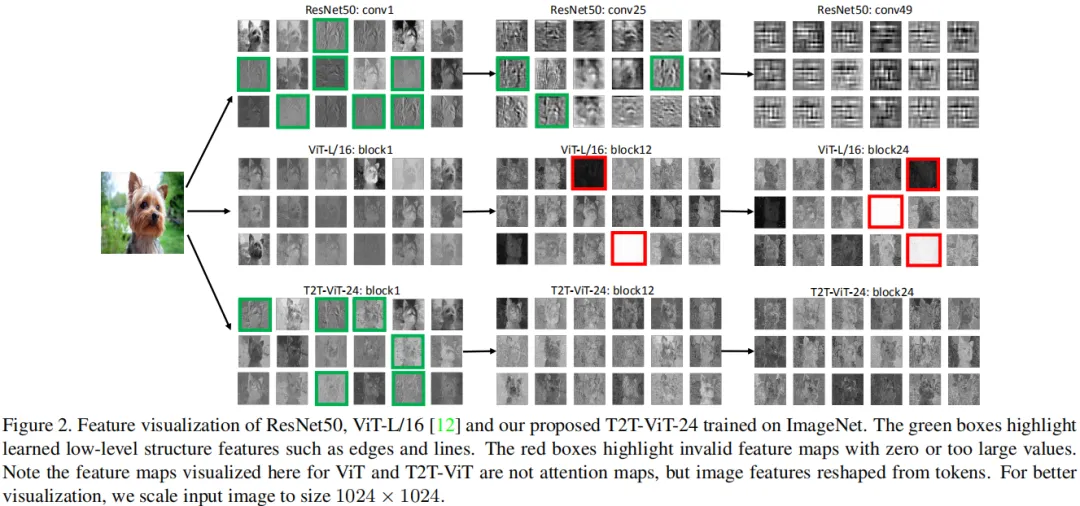 ResNet50: conv1
ResNet50: conv25
ResNet50: conv49
ViT-L/16: block1
ViT-L/16: block12
ViT-L/16: block24
T2T-ViT-24: block1
T2T-ViT-24: block12
T2T-ViT-24: block24
Figure 2. Feature visualization of ResNet50, ViT-L/16 [12] and our proposed T2T-ViT-24 trained on ImageNet. The green boxes highlight
learned low-level structure features such as edges and lines. The red boxes highlight invalid feature maps with zero or too large values.
Note the feature maps visualized here for ViT and T2T-ViT are not attention maps, but image features reshaped from tokens. For better
visualization, we scale input image to size 1024 × 1024.